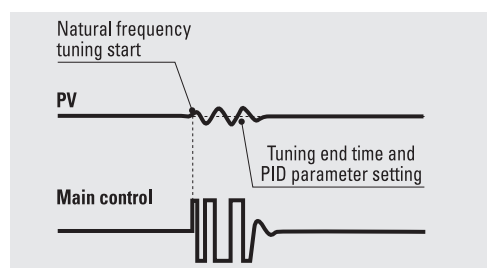 Natural frequency
tuning start
PV
Tuning end time and
PID parameter setting
Main control